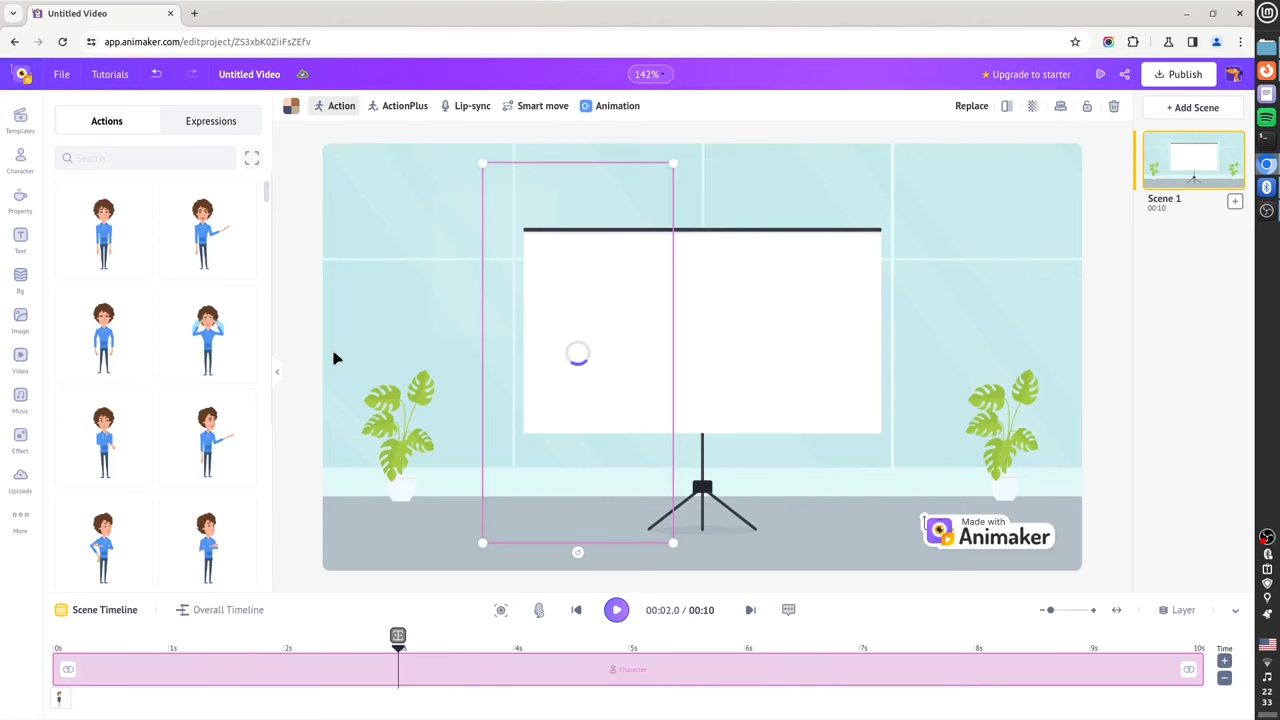 Untitled Video
app.animaker.com/editproject/ZS3xbK0ZiiFsZEfv
File
Tutorials
Untitled Video
142%
Upgrade to starter
Publish
Templates
Character
Property
Text
Bg
Image
Video
Music
Effect
Uploads
More
Actions
Expressions
Search
Action
ActionPlus
Lip-sync
Smart move
Animation
Replace
+ Add Scene
Scene 1
00:10
Made with
Animaker
Scene Timeline
Overall Timeline
00:02.0 / 00:10
Layer
0s 1s 2s 4s 5s 6s 7s 8s 9s 10s
Time
Character
22
33